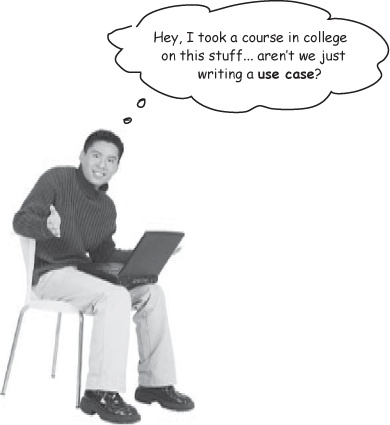 Hey, I took a course in college
on this stuff... aren't we just
writing a use case?